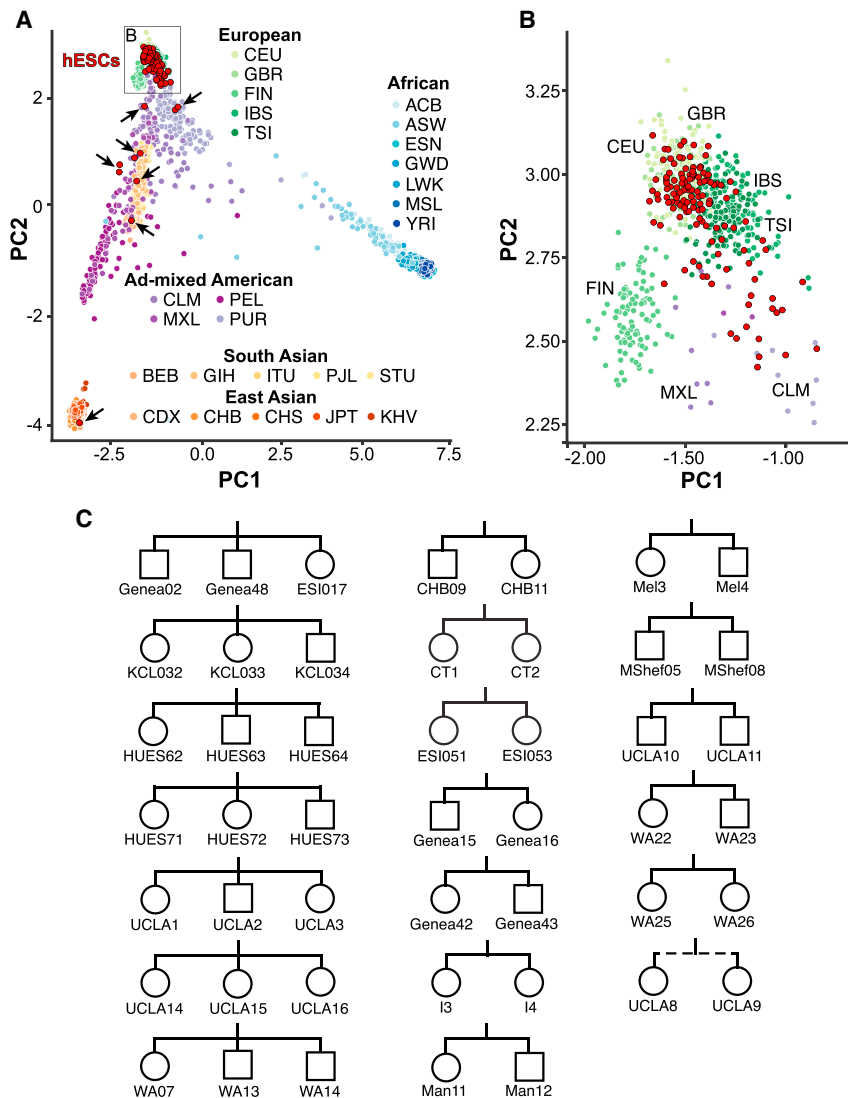 A
B
hESCs
European
CEU
GBR
FIN
IBS
TSI
African
ACB
ASW
ESN
GWD
LWK
MSL
YRI
Ad-mixed American
CLM PEL
MXL PUR
South Asian
BEB GIH ITU PJL STU
East Asian
CDX CHB CHS JPT KHV
2
0
-2
-4
PC2
-2.5 0.0 2.5 5.0 7.5
PC1
B
3.25
3.00
2.75
2.50
2.25
PC2
GBR
CEU
IBS
TSI
FIN
MXL
CLM
-2.00 -1.50 -1.00
PC1
C
Genea02 Genea48 ESI017
KCL032 KCL033 KCL034
HUES62 HUES63 HUES64
HUES71 HUES72 HUES73
UCLA1 UCLA2 UCLA3
UCLA14 UCLA15 UCLA16
WA07 WA13 WA14
CHB09 CHB11
CT1 CT2
ESI051 ESI053
Genea15 Genea16
Genea42 Genea43
I3 I4
Man11 Man12
Mel3 Mel4
MShef05 MShef08
UCLA10 UCLA11
WA22 WA23
WA25 WA26
UCLA8 UCLA9